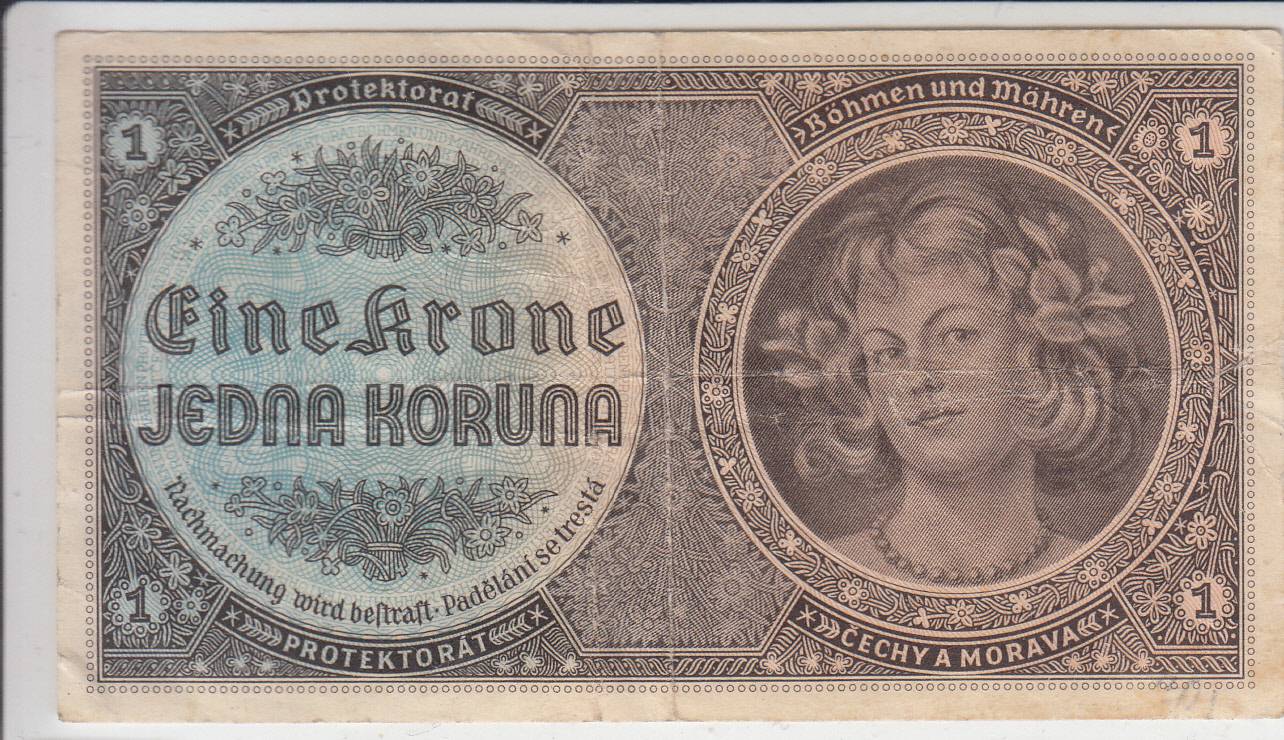 Protektorat
Böhmen und Mähren
1
1
Eine Krone
JEDNA KORUNA
Nachmachung wird bestraft · Padělání se trestá
1
1
PROTEKTORÁT
ČECHY A MORAVA